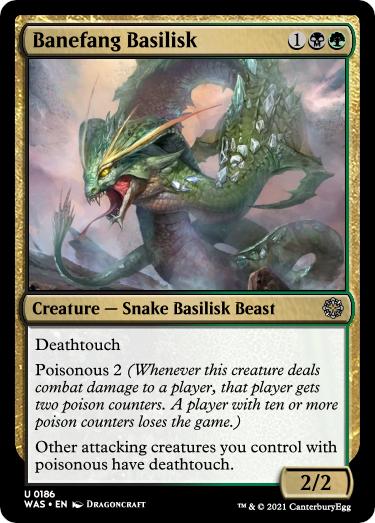 Banefang Basilisk 1
Creature — Snake Basilisk Beast
Deathtouch
Poisonous 2 (Whenever this creature deals
combat damage to a player, that player gets
two poison counters. A player with ten or more
poison counters loses the game.)
Other attacking creatures you control with
poisonous have deathtouch.
2/2
U 0186
WAS • EN DRAGONCRAFT
™ & © 2021 CanterburyEgg